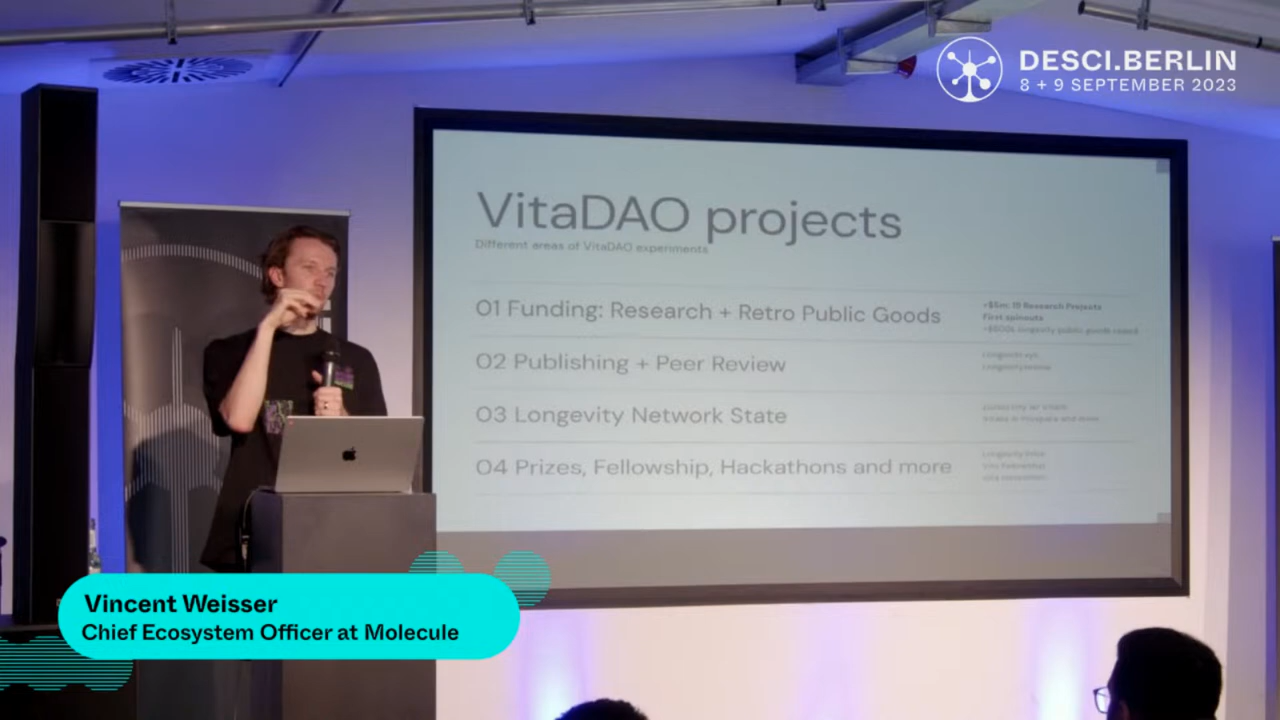 DESCI.BERLIN
8 + 9 SEPTEMBER 2023
VitaDAO projects
Different areas of VitaDAO experiments
01 Funding: Research + Retro Public Goods
First spinouts
02 Publishing + Peer Review
03 Longevity Network State
04 Prizes, Fellowship, Hackathons and more
Vincent Weisser
Chief Ecosystem Officer at Molecule